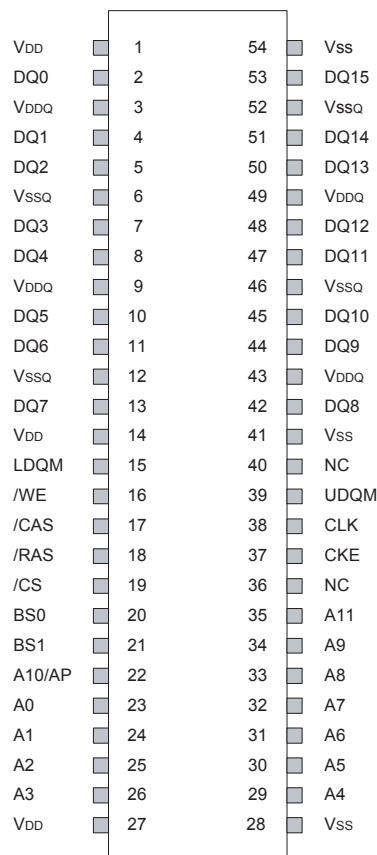 VDD 1 54 Vss
DQ0 2 53 DQ15
VDDQ 3 52 VssQ
DQ1 4 51 DQ14
DQ2 5 50 DQ13
VSSQ 6 49 VDDQ
DQ3 7 48 DQ12
DQ4 8 47 DQ11
VDDQ 9 46 VSSQ
DQ5 10 45 DQ10
DQ6 11 44 DQ9
VSSQ 12 43 VDDQ
DQ7 13 42 DQ8
VDD 14 41 VSS
LDQM 15 40 NC
/WE 16 39 UDQM
/CAS 17 38 CLK
/RAS 18 37 CKE
/CS 19 36 NC
BS0 20 35 A11
BS1 21 34 A9
A10/AP 22 33 A8
A0 23 32 A7
A1 24 31 A6
A2 25 30 A5
A3 26 29 A4
VDD 27 28 VSS